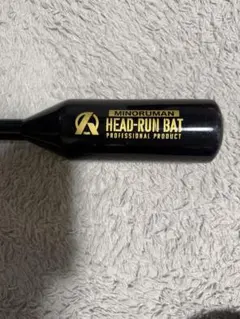 MINORUMAN
HEAD-RUN BAT
PROFESSIONAL PRODUCT